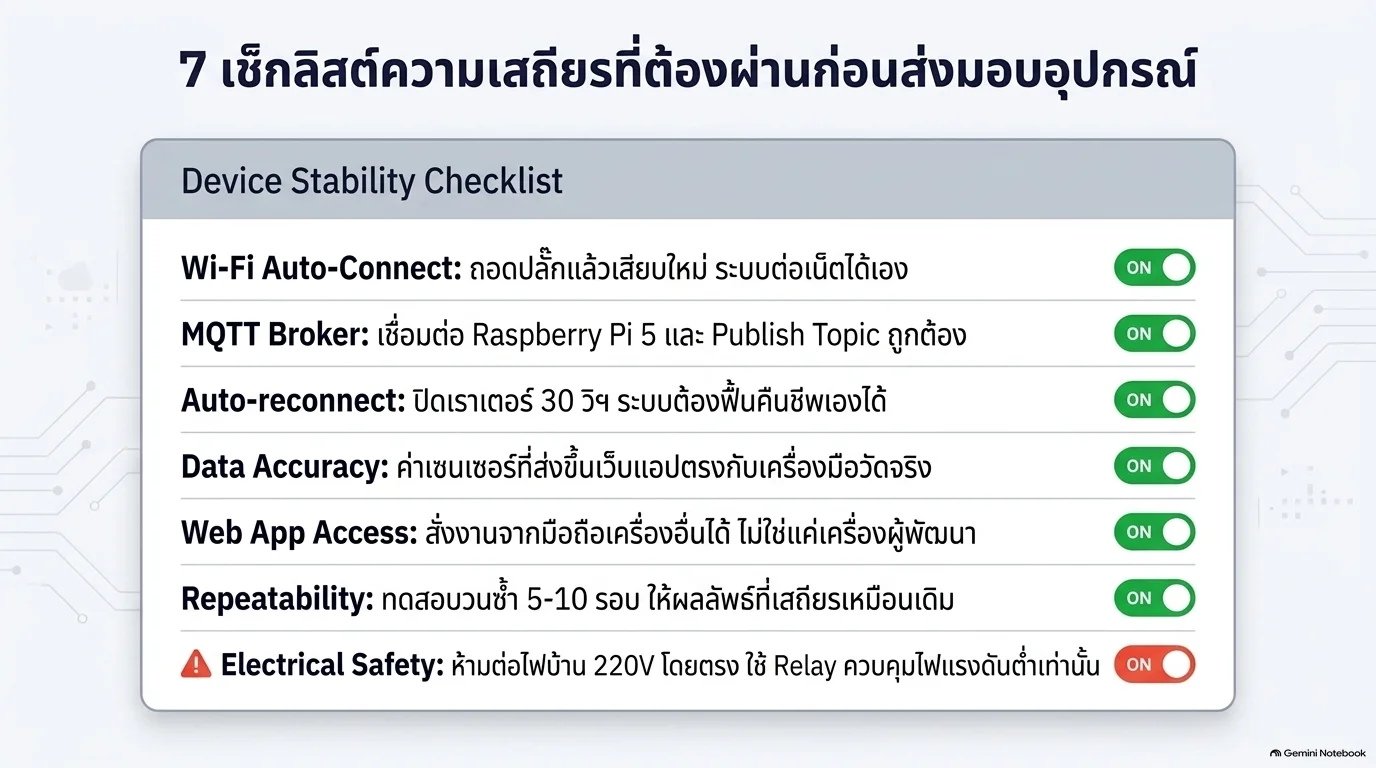 7 เช็กลิสต์ความเสถียรที่ต้องผ่านก่อนส่งมอบอุปกรณ์
Device Stability Checklist
Wi-Fi Auto-Connect: ถอดปลั๊กแล้วเสียบใหม่ ระบบต่อเน็ตได้เอง
ON
MQTT Broker: เชื่อมต่อ Raspberry Pi 5 และ Publish Topic ถูกต้อง
ON
Auto-reconnect: ปิดเราเตอร์ 30 วิฯ ระบบต้องฟื้นคืนชีพเองได้
ON
Data Accuracy: ค่าเซนเซอร์ที่ส่งขึ้นเว็บแอปตรงกับเครื่องมือวัดจริง
ON
Web App Access: สั่งงานจากมือถือเครื่องอื่นได้ ไม่ใช่แค่เครื่องผู้พัฒนา
ON
Repeatability: ทดสอบวนซ้ำ 5-10 รอบ ให้ผลลัพธ์ที่เสถียรเหมือนเดิม
ON
Electrical Safety: ห้ามต่อไฟบ้าน 220V โดยตรง ใช้ Relay ควบคุมไฟแรงดันต่ำเท่านั้น
ON
Gemini Notebook